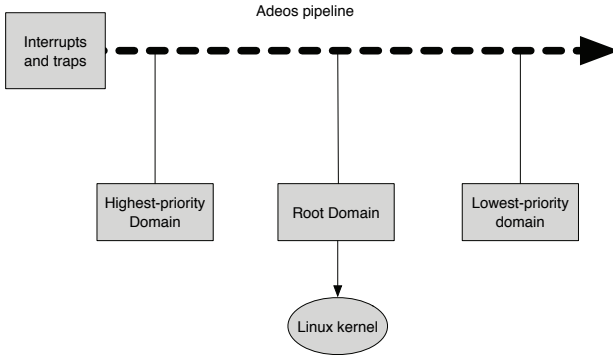 Adeos pipeline
Interrupts
and traps
Highest-priority
Domain
Root Domain
Lowest-priority
domain
Linux kernel